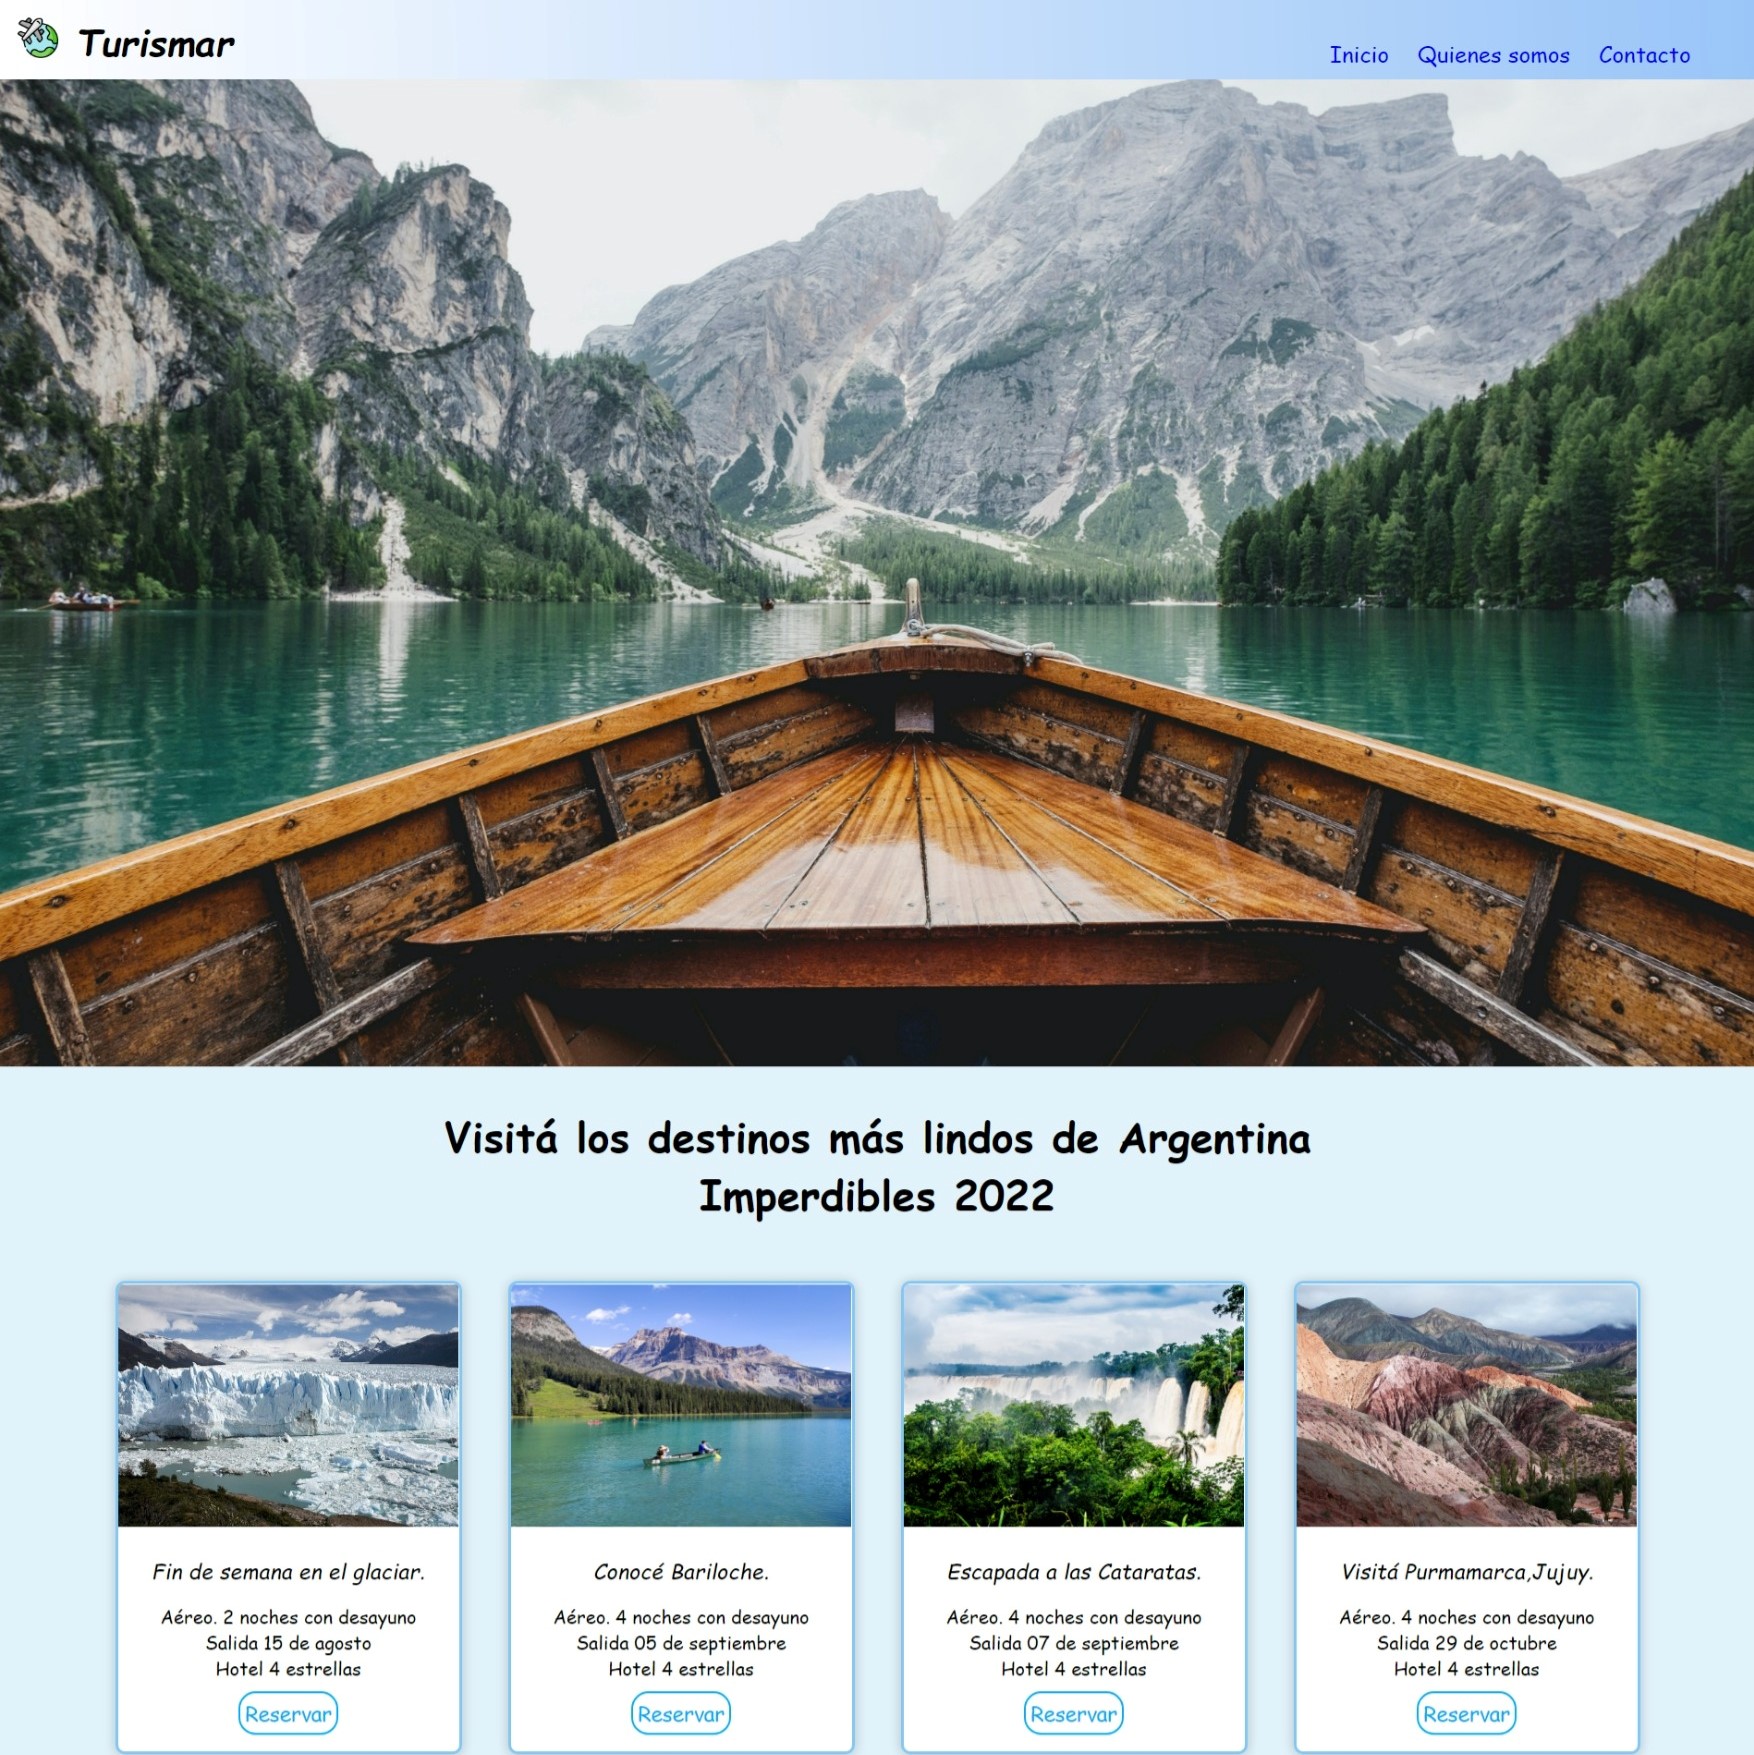 Turismar
Inicio Quienes somos Contacto
Visitá los destinos más lindos de Argentina
Imperdibles 2022
Fin de semana en el glaciar.
Aéreo. 2 noches con desayuno
Salida 15 de agosto
Hotel 4 estrellas
Reservar
Conocé Bariloche.
Aéreo. 4 noches con desayuno
Salida 05 de septiembre
Hotel 4 estrellas
Reservar
Escapada a las Cataratas.
Aéreo. 4 noches con desayuno
Salida 07 de septiembre
Hotel 4 estrellas
Reservar
Visitá Purmamarca,Jujuy.
Aéreo. 4 noches con desayuno
Salida 29 de octubre
Hotel 4 estrellas
Reservar